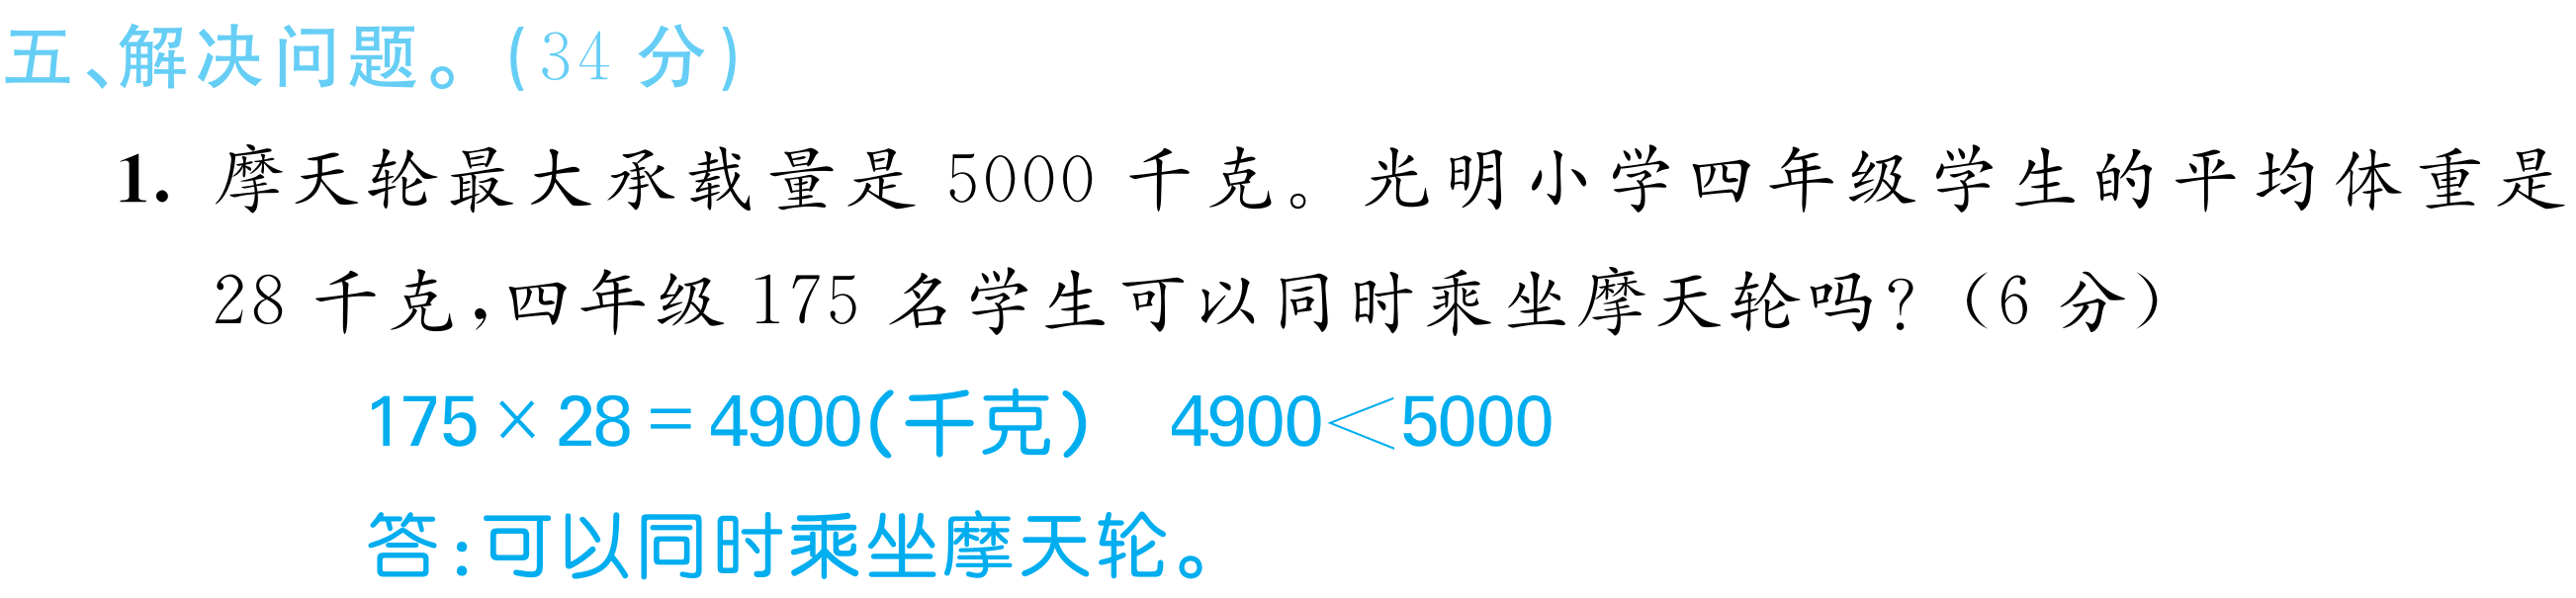 五、解决问题。(34 分)
1. 摩天轮最大承载量是 5000 千克。光明小学四年级学生的平均体重是
28 千克,四年级 175 名学生可以同时乘坐摩天轮吗?(6 分)
175×28=4900(千克) 4900<5000
答:可以同时乘坐摩天轮。